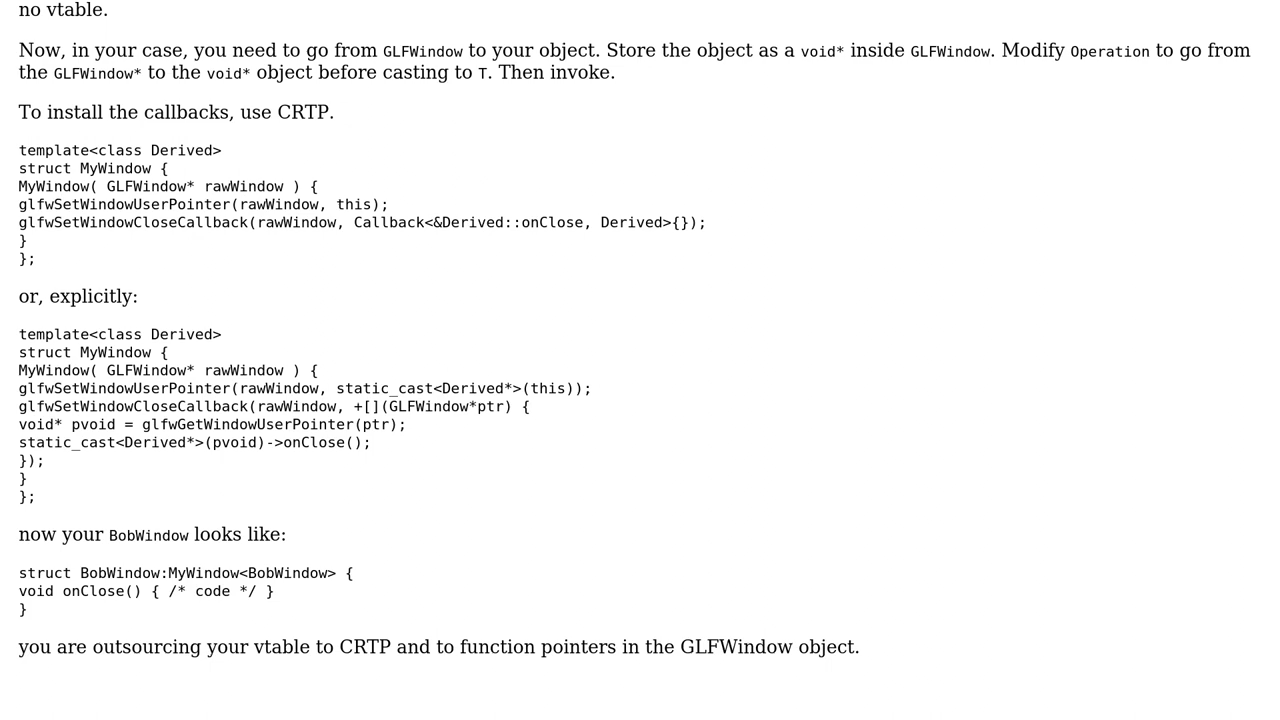 no vtable.
Now, in your case, you need to go from GLFWindow to your object. Store the object as a void* inside GLFWindow. Modify Operation to go from
the GLFWindow* to the void* object before casting to T. Then invoke.
To install the callbacks, use CRTP.
template<class Derived>
struct MyWindow {
MyWindow( GLFWindow* rawWindow ) {
glfwSetWindowUserPointer(rawWindow, this);
glfwSetWindowCloseCallback(rawWindow, Callback<&Derived::onClose, Derived>{});
}
};
or, explicitly:
template<class Derived>
struct MyWindow {
MyWindow( GLFWindow* rawWindow ) {
glfwSetWindowUserPointer(rawWindow, static_cast<Derived*>(this));
glfwSetWindowCloseCallback(rawWindow, +[](GLFWindow*ptr) {
void* pvoid = glfwGetWindowUserPointer(ptr);
static_cast<Derived*>(pvoid)->onClose();
});
}
};
now your BobWindow looks like:
struct BobWindow:MyWindow<BobWindow> {
void onClose() { /* code */ }
}
you are outsourcing your vtable to CRTP and to function pointers in the GLFWindow object.